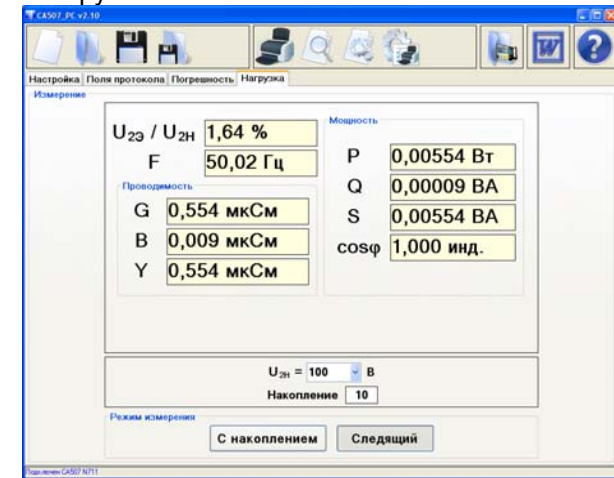 CA507_PC v2.10
Настройка Поля протокола Погрешность Нагрузка
Измерение
U₂Э / U₂Н 1,64 %
F 50,02 Гц
Проводимость
G 0,554 мкСм
B 0,009 мкСм
Y 0,554 мкСм
Мощность
P 0,00554 Вт
Q 0,00009 ВА
S 0,00554 ВА
cosφ 1,000 инд.
U₂Н = 100 В
Накопление 10
Режим измерения
С накоплением Следящий
Подключен CA507 N711